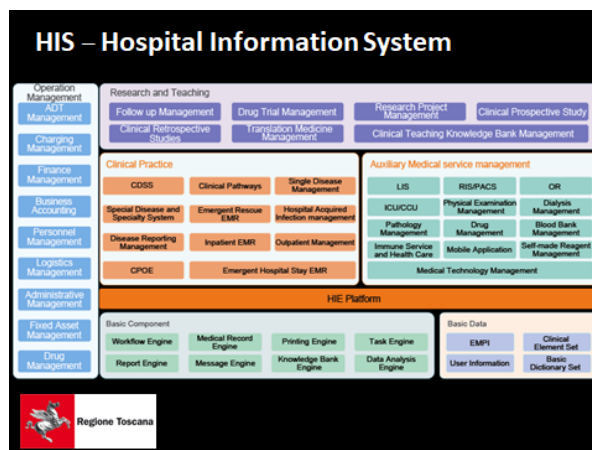 HIS – Hospital Information System
Operation
Management
ADT
Management
Charging
Management
Finance
Management
Business
Accounting
Personnel
Management
Logistics
Management
Administrative
Management
Fixed Asset
Management
Drug
Management
Research and Teaching
Follow up Management
Drug Trial Management
Research Project
Management
Clinical Prospective Study
Clinical Retrospective
Studies
Translation Medicine
Management
Clinical Teaching Knowledge Bank Management
Clinical Practice
CDSS
Clinical Pathways
Single Disease
Management
Special Disease and
Specialty System
Emergent Rescue
EMR
Hospital Acquired
Infection management
Disease Reporting
Management
Inpatient EMR
Outpatient Management
CPOE
Emergent Hospital Stay EMR
Auxiliary Medical service management
LIS
RIS/PACS
OR
ICU/CCU
Physical Examination
Management
Dialysis
Management
Pathology
Management
Drug
Management
Blood Bank
Management
Immune Service
and Health Care
Mobile Application
Self-made Reagent
Management
Medical Technology Management
HIE Platform
Basic Component
Workflow Engine
Medical Record
Engine
Printing Engine
Task Engine
Report Engine
Message Engine
Knowledge Bank
Engine
Data Analysis
Engine
Basic Data
EMPI
Clinical
Element Set
User Information
Basic
Dictionary Set
Regione Toscana